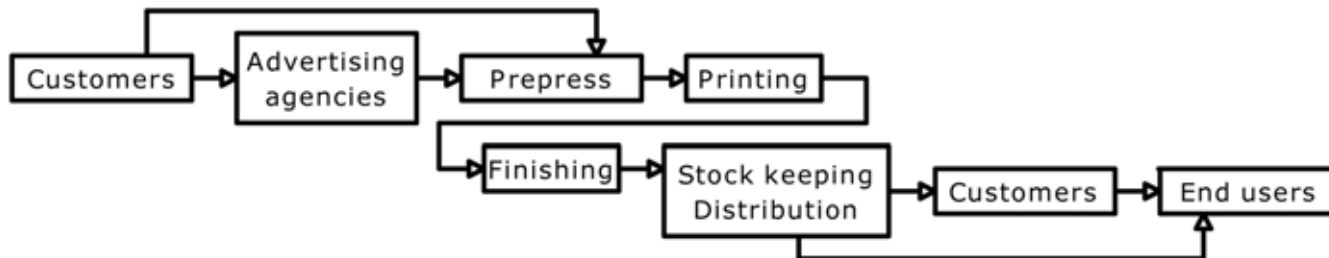 Customers
Advertising
agencies
Prepress
Printing
Finishing
Stock keeping
Distribution
Customers
End users